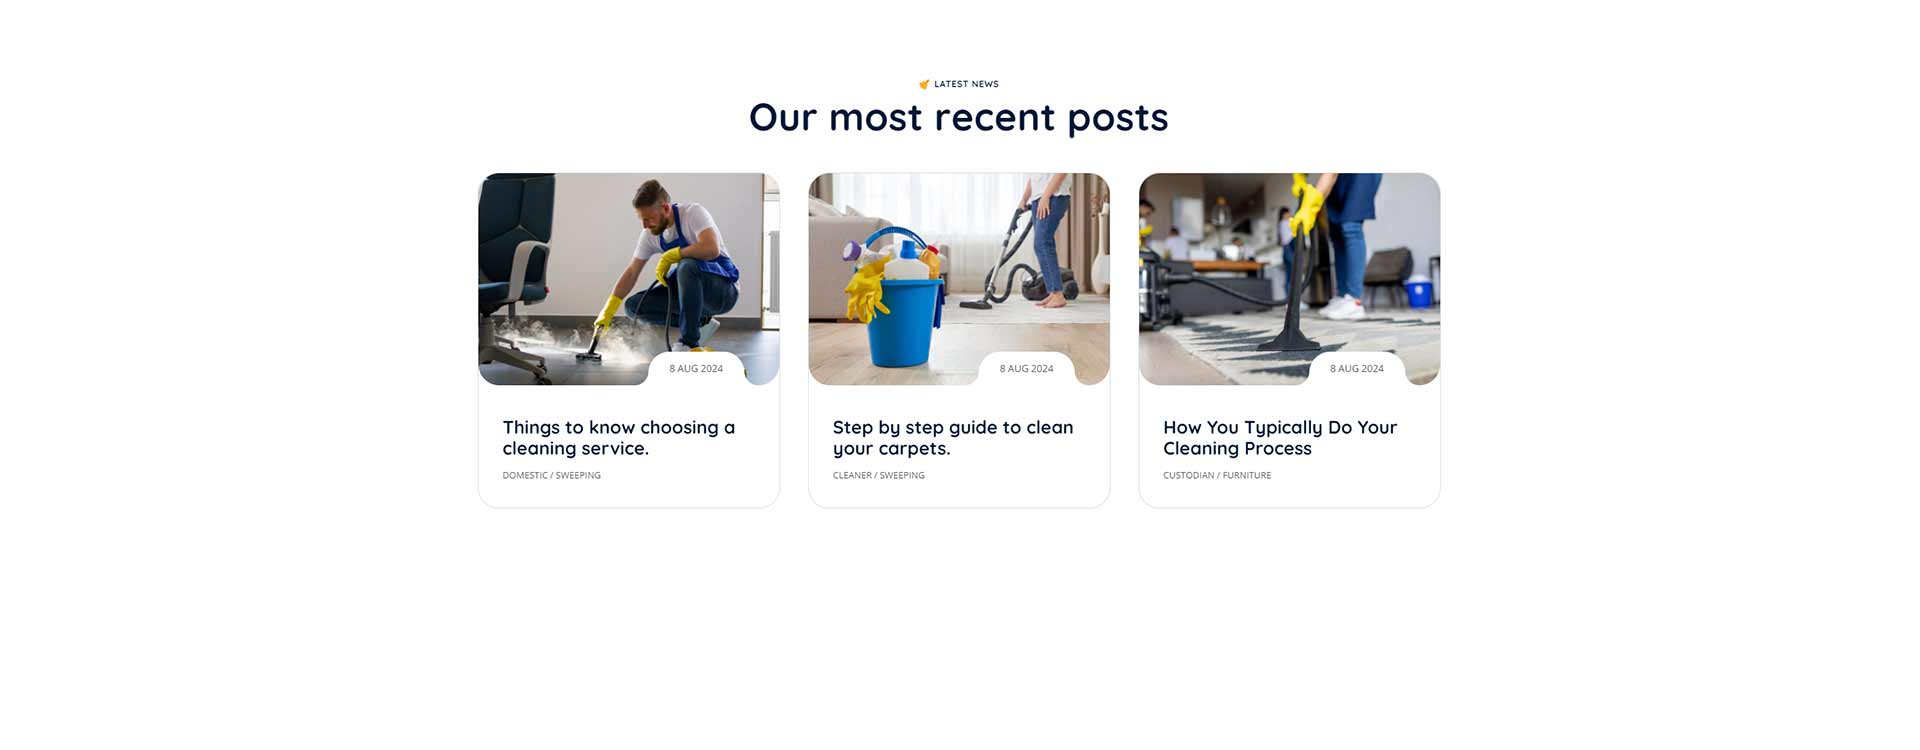 LATEST NEWS
Our most recent posts
8 AUG 2024
Things to know choosing a
cleaning service.
DOMESTIC / SWEEPING
8 AUG 2024
Step by step guide to clean
your carpets.
CLEANER / SWEEPING
8 AUG 2024
How You Typically Do Your
Cleaning Process
CUSTODIAN / FURNITURE